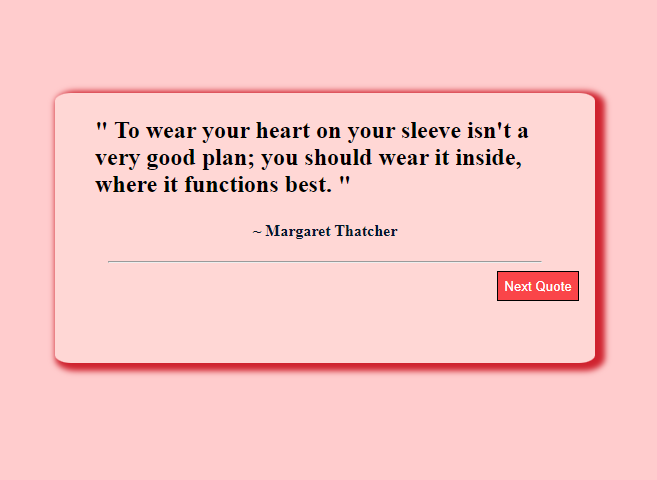 " To wear your heart on your sleeve isn't a
very good plan; you should wear it inside,
where it functions best. "
~ Margaret Thatcher
Next Quote